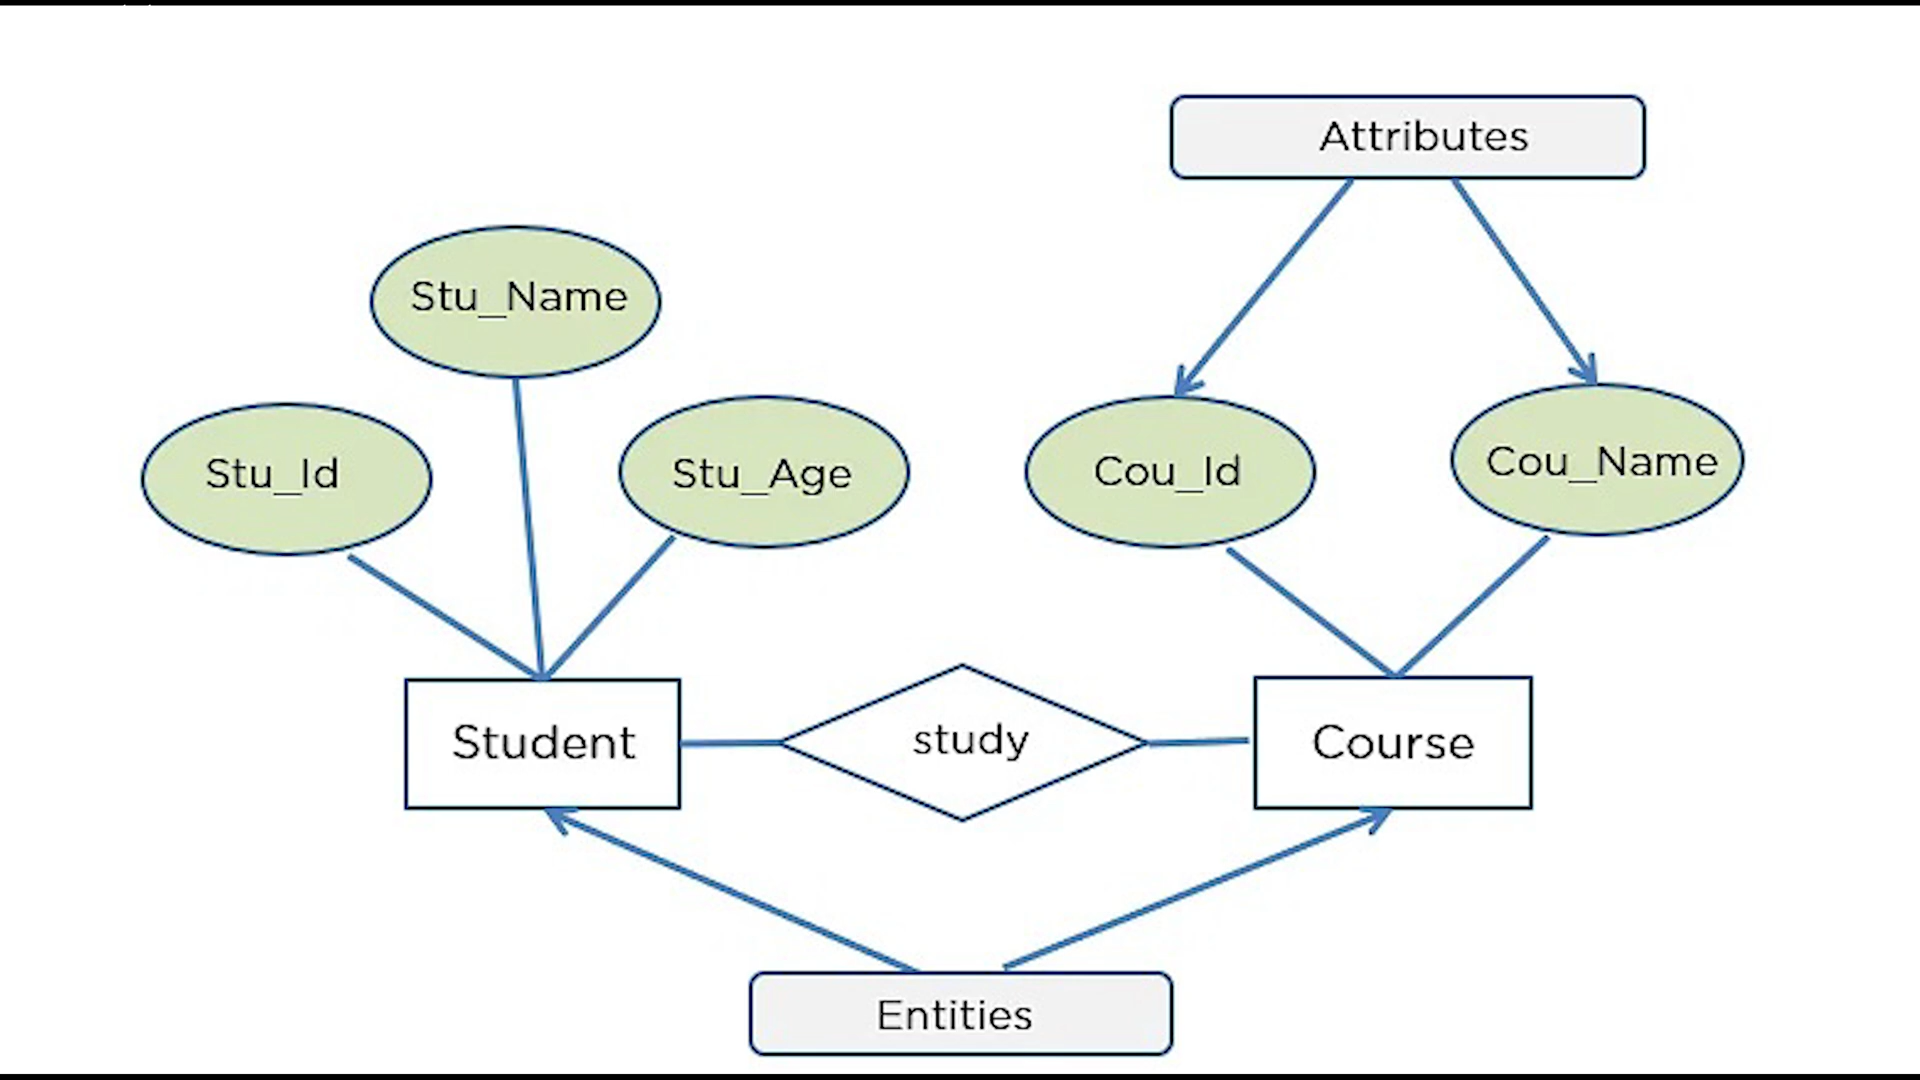 Attributes
Stu_Name
Stu_Id
Stu_Age
Cou_Id
Cou_Name
Student
study
Course
Entities